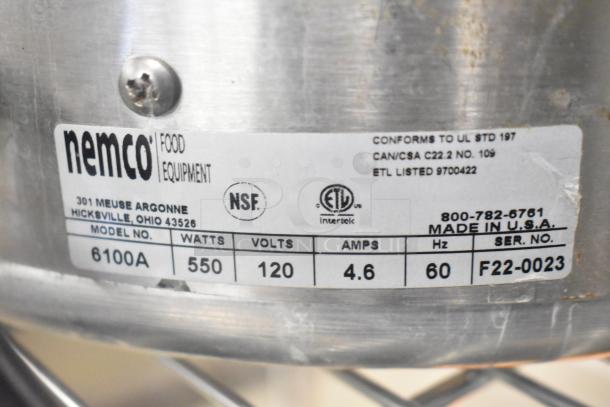 nemco FOOD EQUIPMENT
301 MEUSE ARGONNE
HICKSVILLE, OHIO 43526
NSF
ETL
C US
Intertek
CONFORMS TO UL STD 197
CAN/CSA C22.2 NO. 109
ETL LISTED 9700422
800-782-6761
MADE IN U.S.A.
MODEL NO. WATTS VOLTS AMPS Hz SER. NO.
6100A 550 120 4.6 60 F22-0023